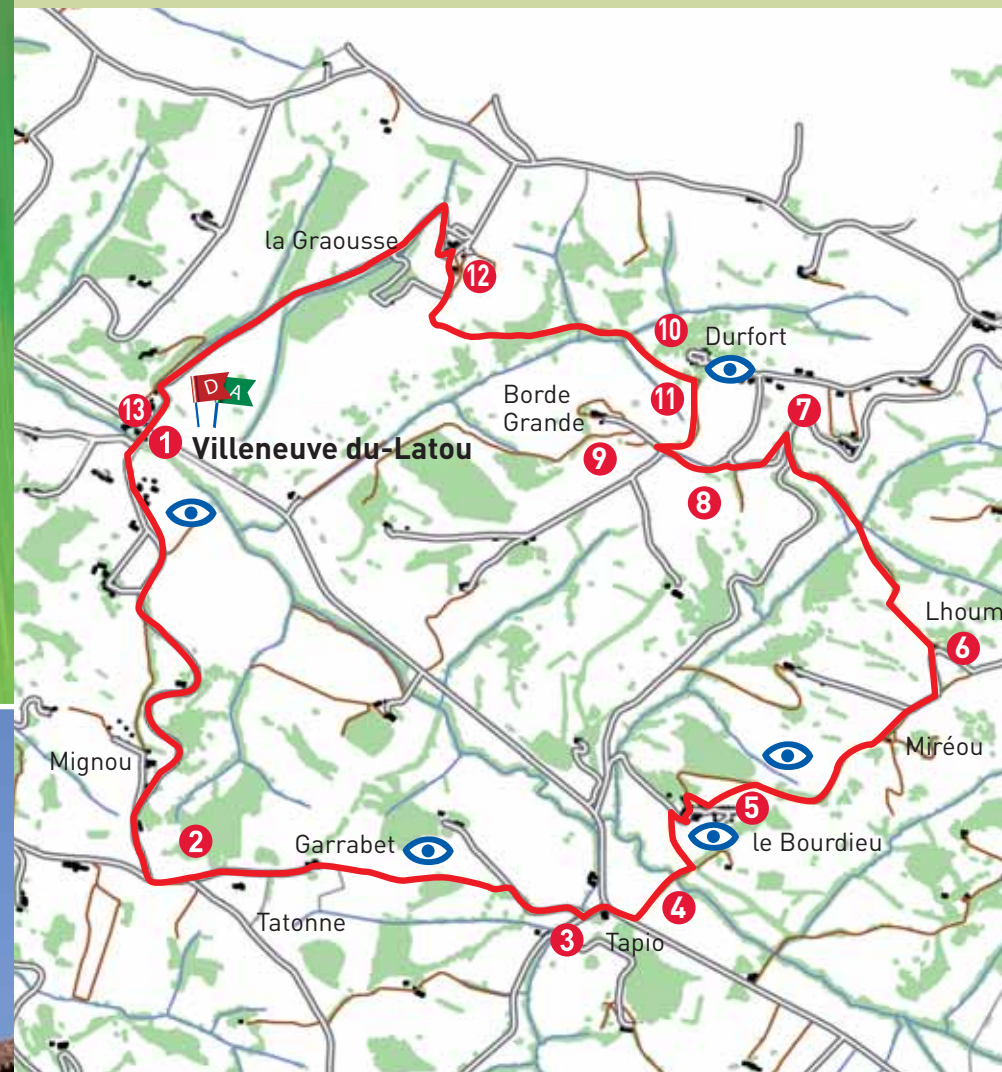 la Graousse
12
10
Durfort
Borde
Grande
11
7
D A
13
1
Villeneuve du-Latou
9
8
Lhoum
6
Mignou
Miréou
5
2
Garrabet
le Bourdieu
4
Tatonne
3
Tapio